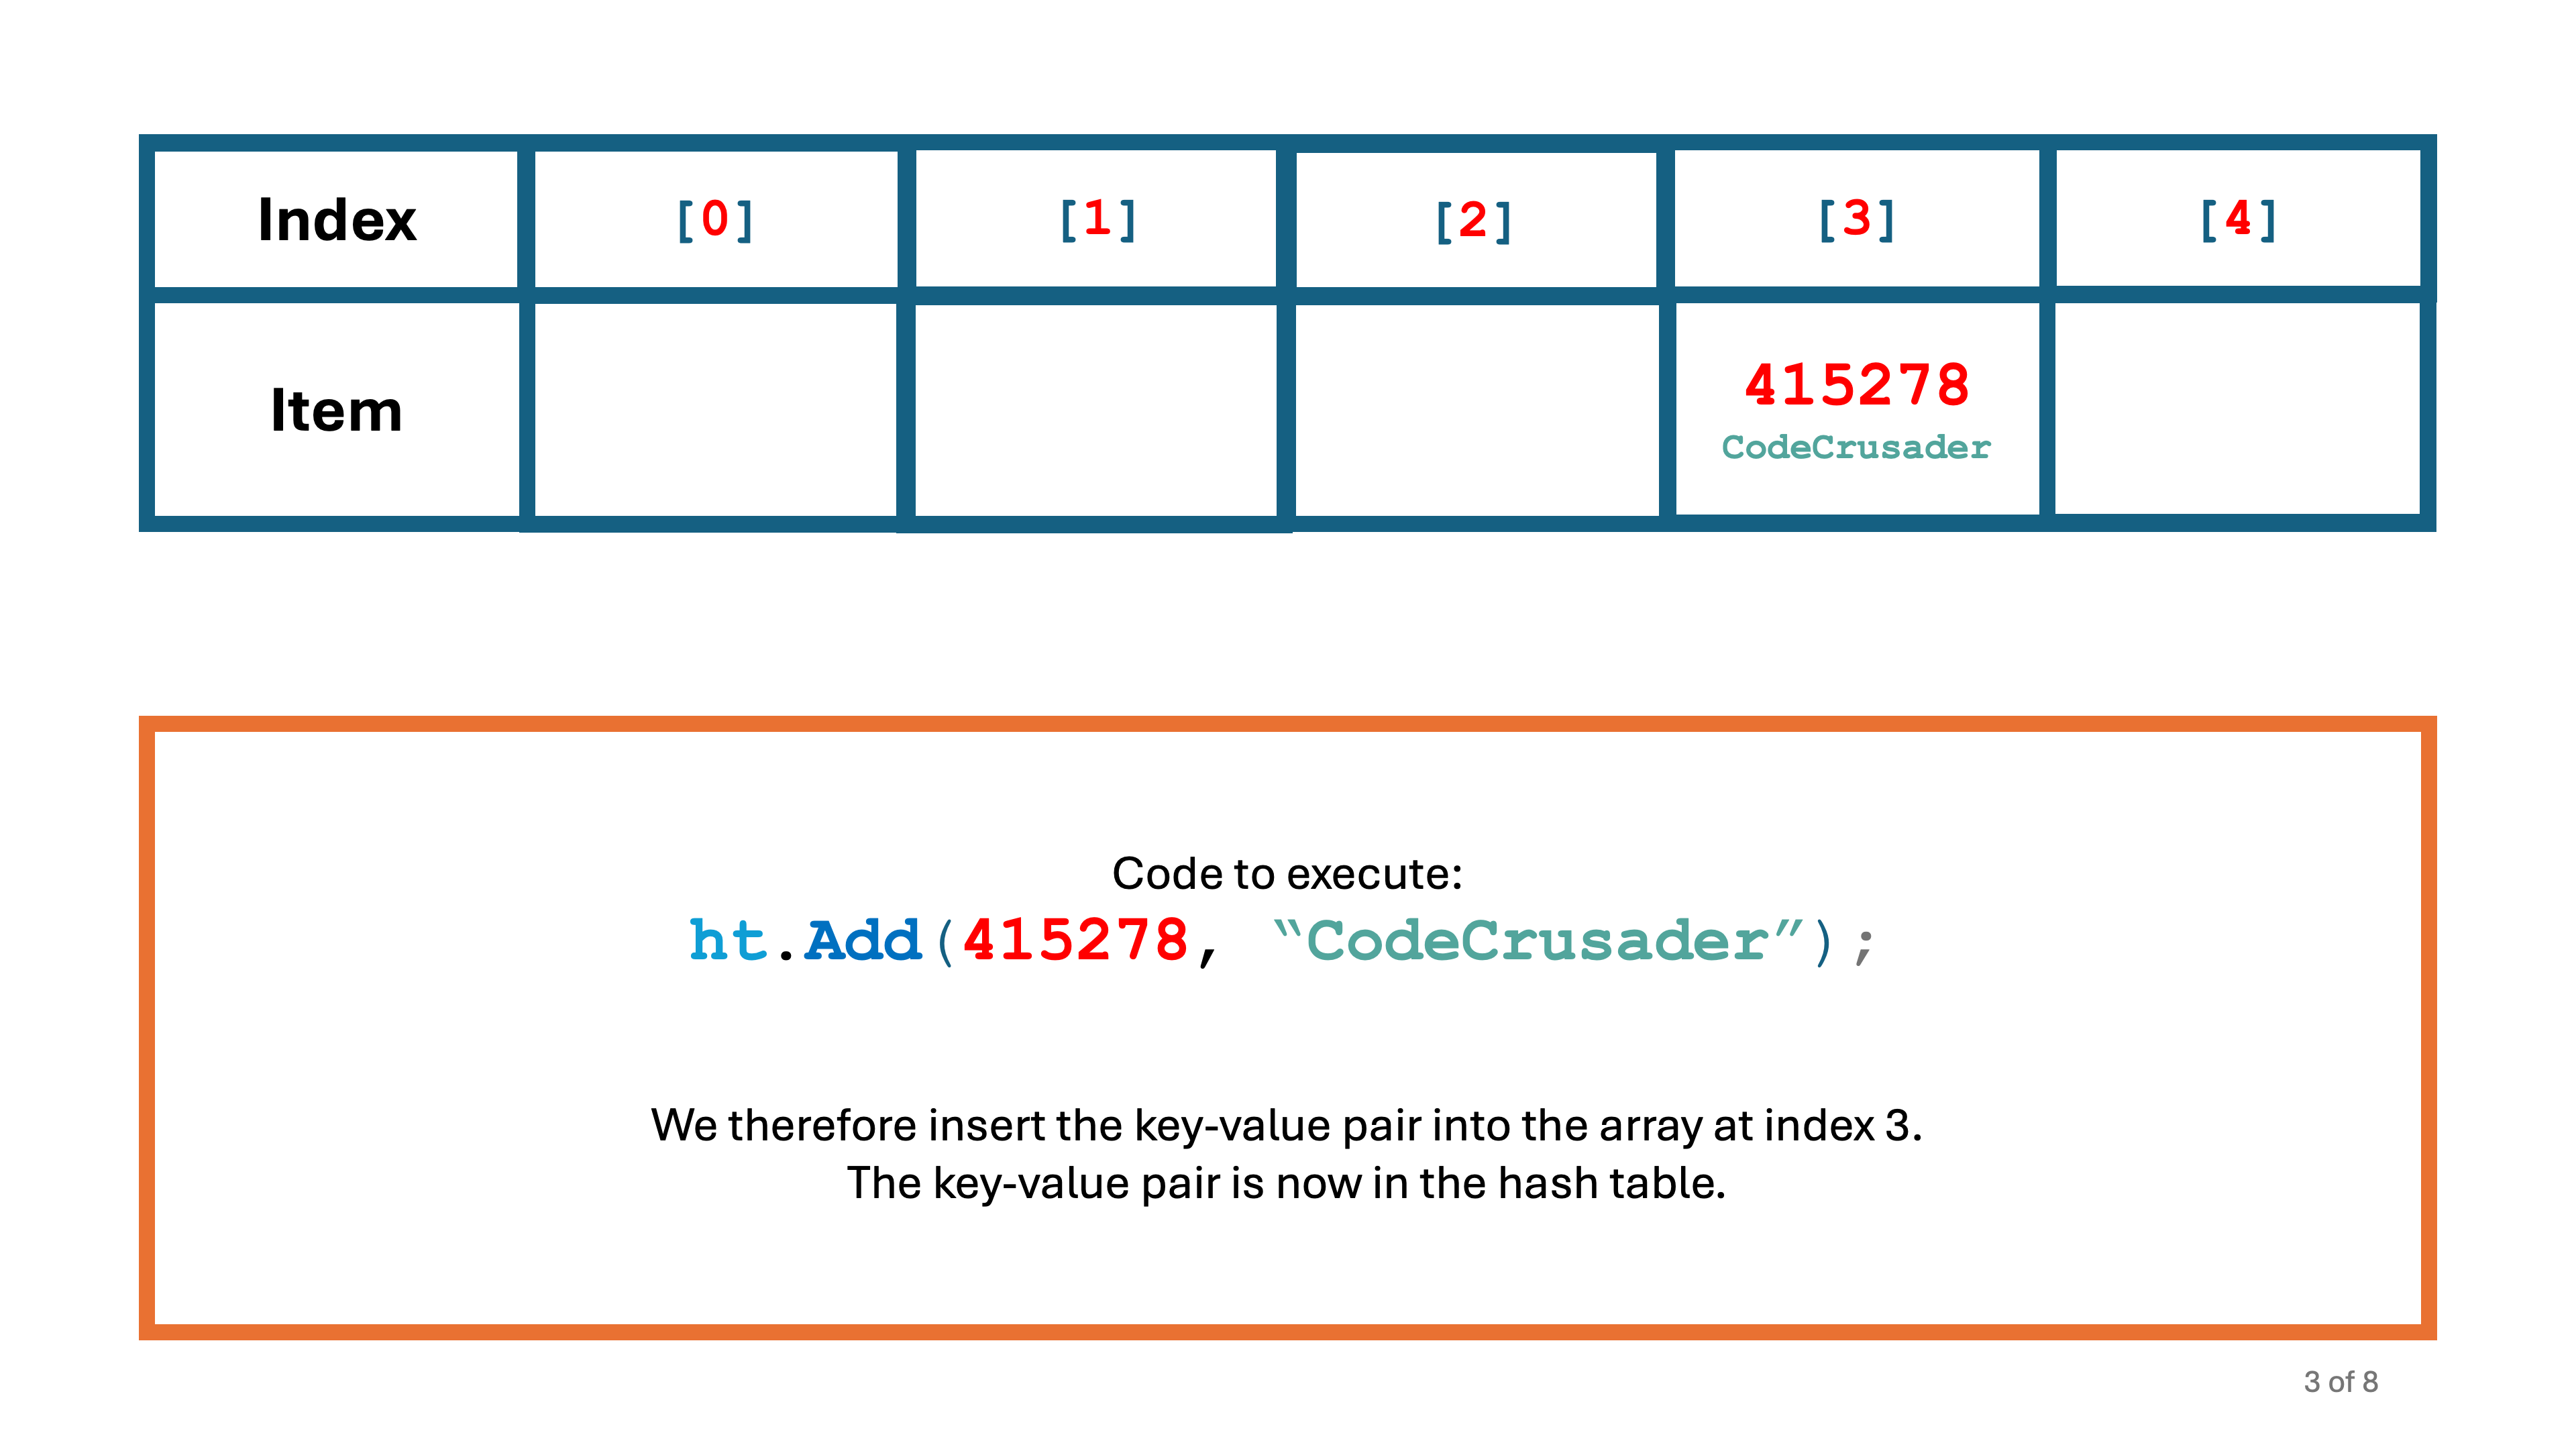 Index [0] [1] [2] [3] [4]
Item 415278
CodeCrusader
Code to execute:
ht.Add(415278, “CodeCrusader”);
We therefore insert the key-value pair into the array at index 3.
The key-value pair is now in the hash table.
3 of 8